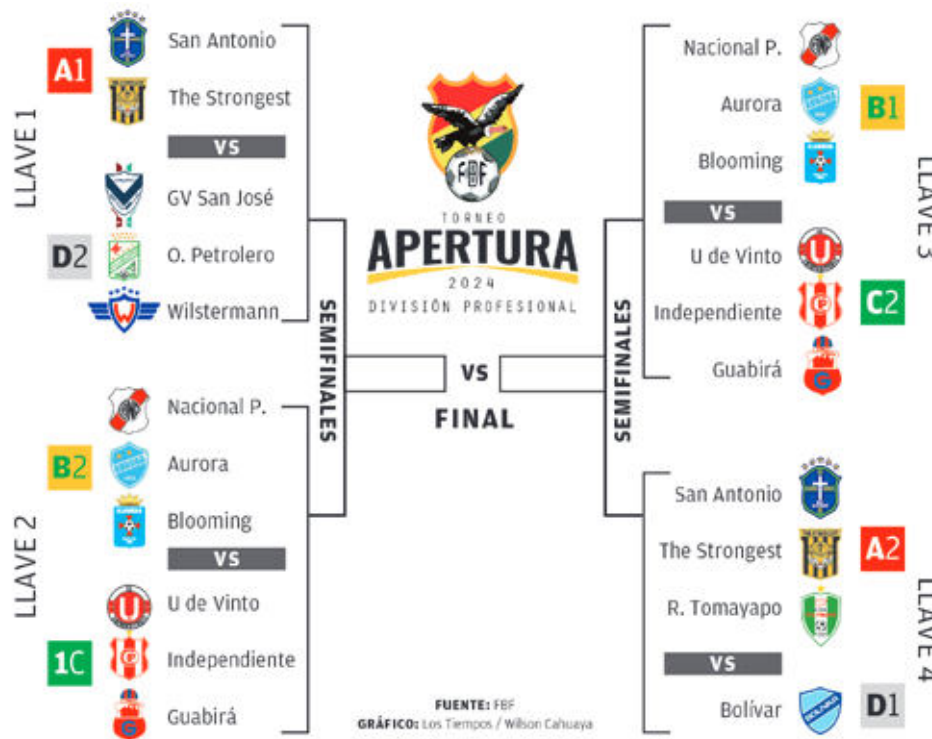 LLAVE 1
A1
San Antonio
The Strongest
VS
GV San José
D2
O. Petrolero
Wilstermann
LLAVE 2
Nacional P.
B2
Aurora
Blooming
VS
U de Vinto
1C
Independiente
Guabirá
SEMIFINALES
FBF
TORNEO
APERTURA
2024
DIVISIÓN PROFESIONAL
VS
FINAL
SEMIFINALES
LLAVE 3
Nacional P.
Aurora
B1
Blooming
VS
U de Vinto
Independiente
C2
Guabirá
LLAVE 4
San Antonio
The Strongest
A2
R. Tomayapo
VS
Bolívar
BOLIVAR
D1
FUENTE: FBF
GRÁFICO: Los Tiempos / Wilson Cahuaya